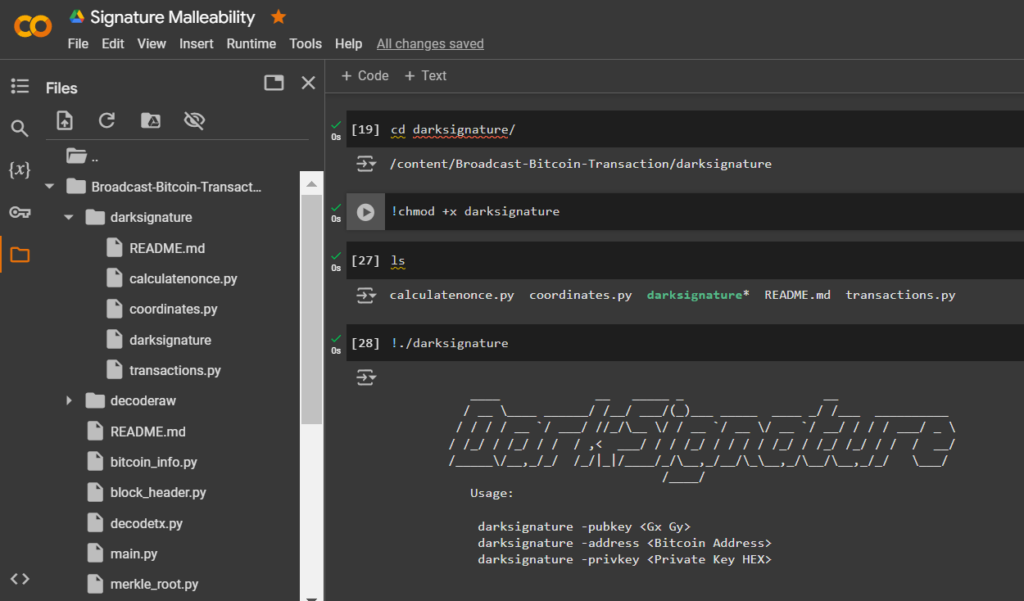 Signature Malleability
File Edit View Insert Runtime Tools Help All changes saved
Files
+ Code + Text
..
Broadcast-Bitcoin-Transact...
darksignature
README.md
calculatenonce.py
coordinates.py
darksignature
transactions.py
decoderaw
README.md
bitcoin_info.py
block_header.py
decodetx.py
main.py
merkle_root.py
{x}
0s [19] cd darksignature/
/content/Broadcast-Bitcoin-Transaction/darksignature
0s !chmod +x darksignature
0s [27] ls
calculatenonce.py coordinates.py darksignature* README.md transactions.py
0s [28] !./darksignature
DarkSignature
Usage:
darksignature -pubkey <Gx Gy>
darksignature -address <Bitcoin Address>
darksignature -privkey <Private Key HEX>